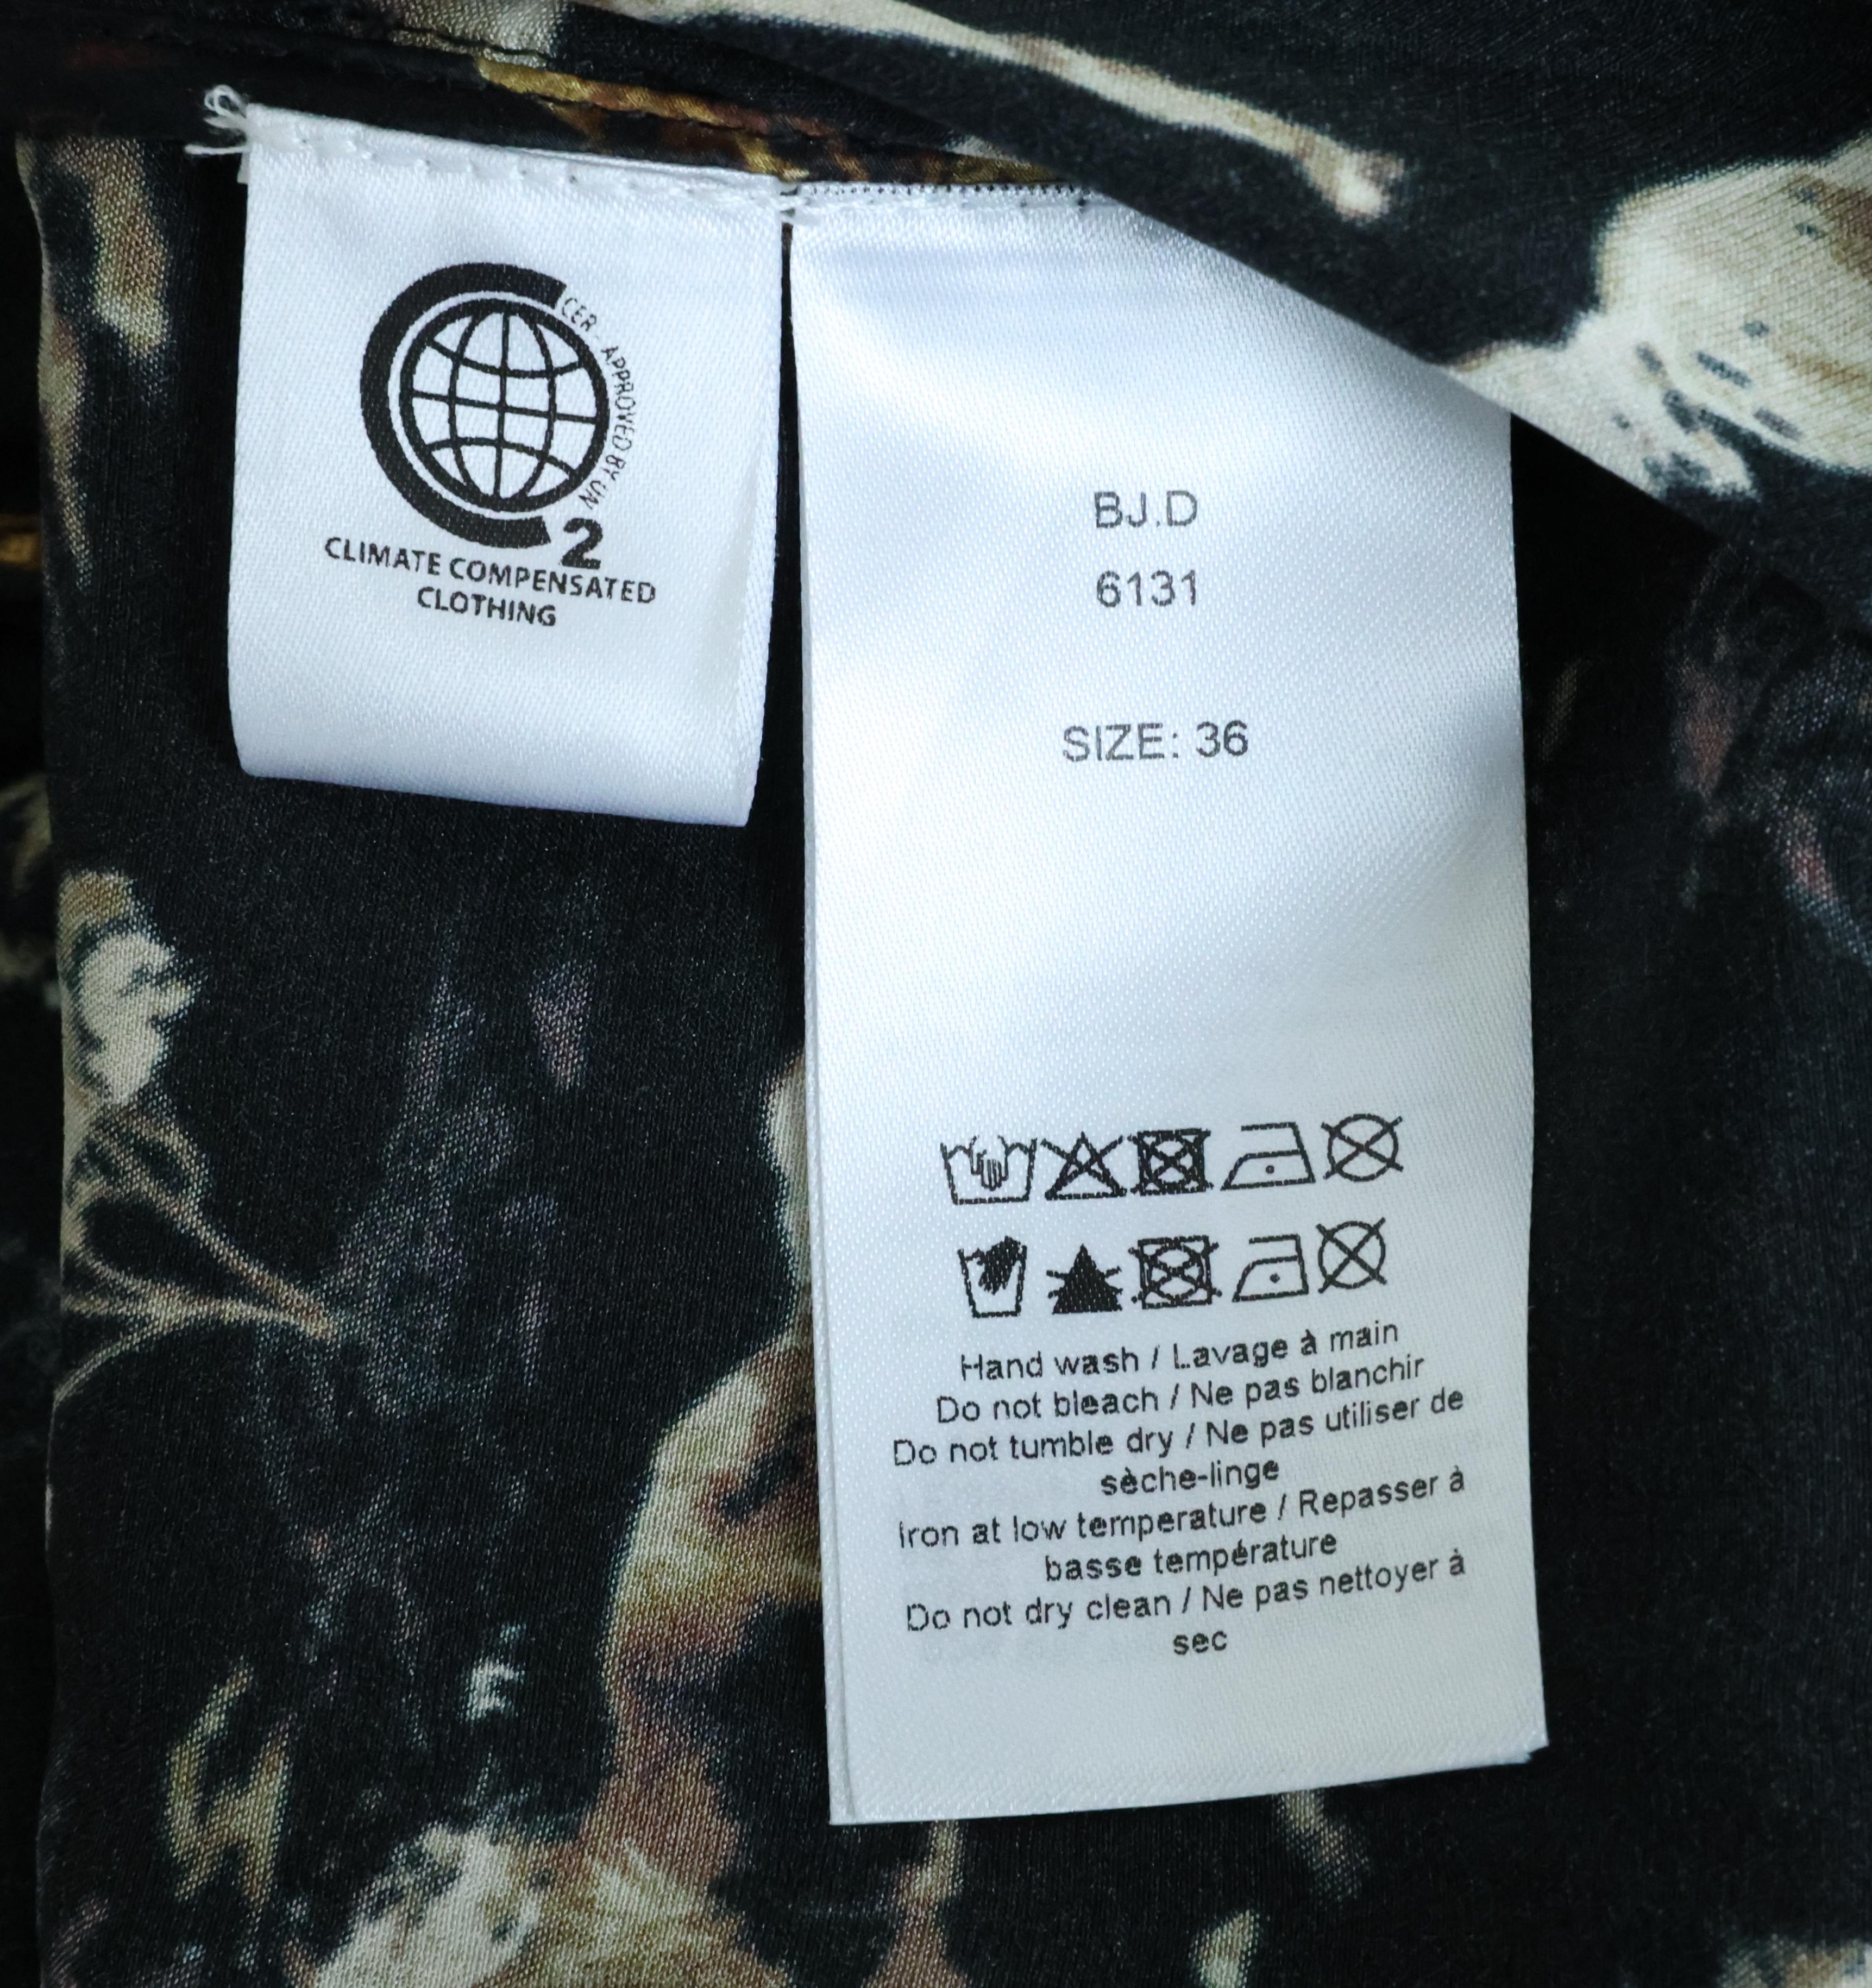 CER - APPROVED BY UN
2
CLIMATE COMPENSATED
CLOTHING
BJ.D
6131
SIZE: 36
Hand wash / Lavage à main
Do not bleach / Ne pas blanchir
Do not tumble dry / Ne pas utiliser de
sèche-linge
Iron at low temperature / Repasser à
basse température
Do not dry clean / Ne pas nettoyer à
sec